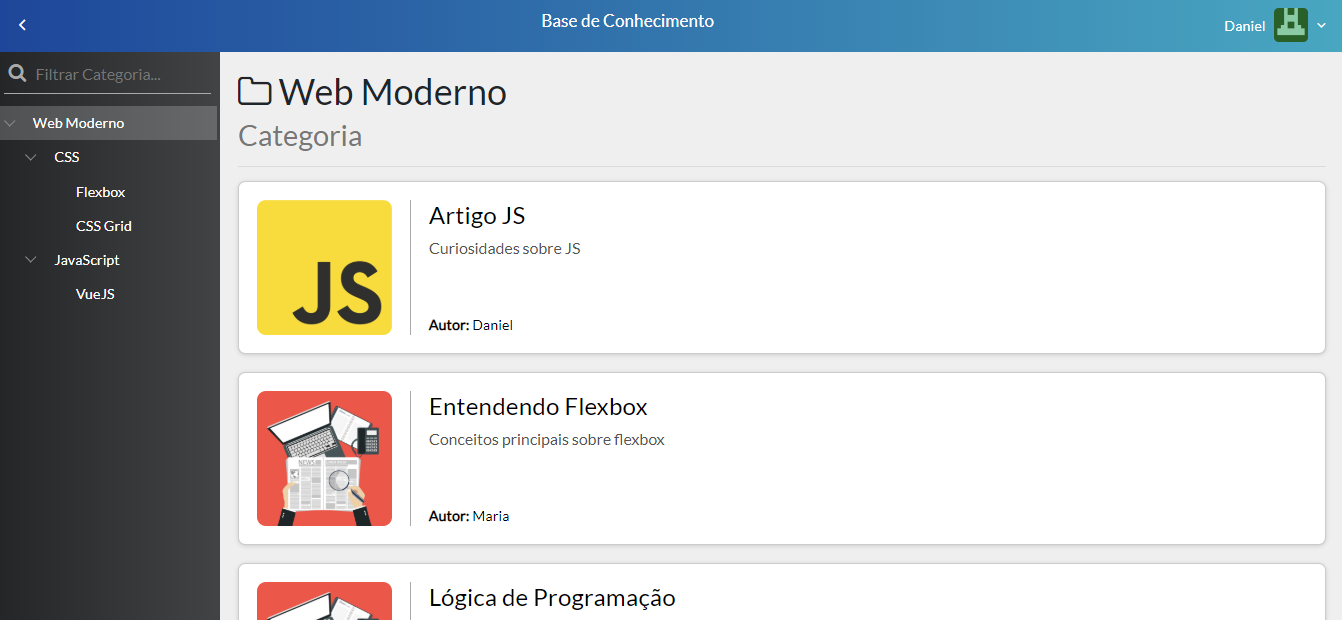 Base de Conhecimento
Daniel
Filtrar Categoria...
Web Moderno
CSS
Flexbox
CSS Grid
JavaScript
VueJS
Web Moderno
Categoria
JS
Artigo JS
Curiosidades sobre JS
Autor: Daniel
NEWS
Entendendo Flexbox
Conceitos principais sobre flexbox
Autor: Maria
Lógica de Programação